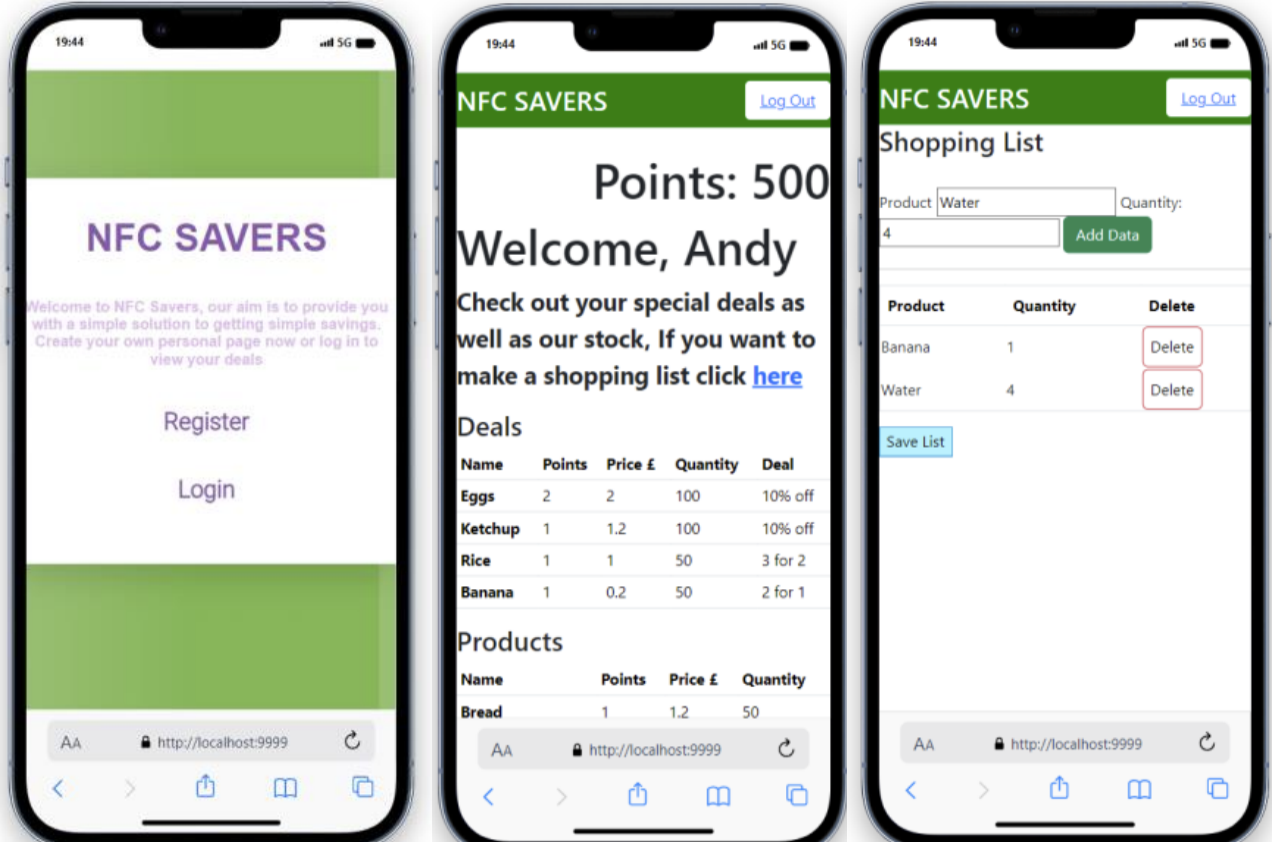 19:44
5G
NFC SAVERS
Welcome to NFC Savers, our aim is to provide you
with a simple solution to getting simple savings.
Create your own personal page now or log in to
view your deals
Register
Login
AA http://localhost:9999
19:44
5G
NFC SAVERS Log Out
Points: 500
Welcome, Andy
Check out your special deals as
well as our stock, If you want to
make a shopping list click here
Deals
Name Points Price £ Quantity Deal
Eggs 2 2 100 10% off
Ketchup 1 1.2 100 10% off
Rice 1 1 50 3 for 2
Banana 1 0.2 50 2 for 1
Products
Name Points Price £ Quantity
Bread 1 1.2 50
AA http://localhost:9999
19:44
5G
NFC SAVERS Log Out
Shopping List
Product Water Quantity:
4 Add Data
Product Quantity Delete
Banana 1 Delete
Water 4 Delete
Save List
AA http://localhost:9999